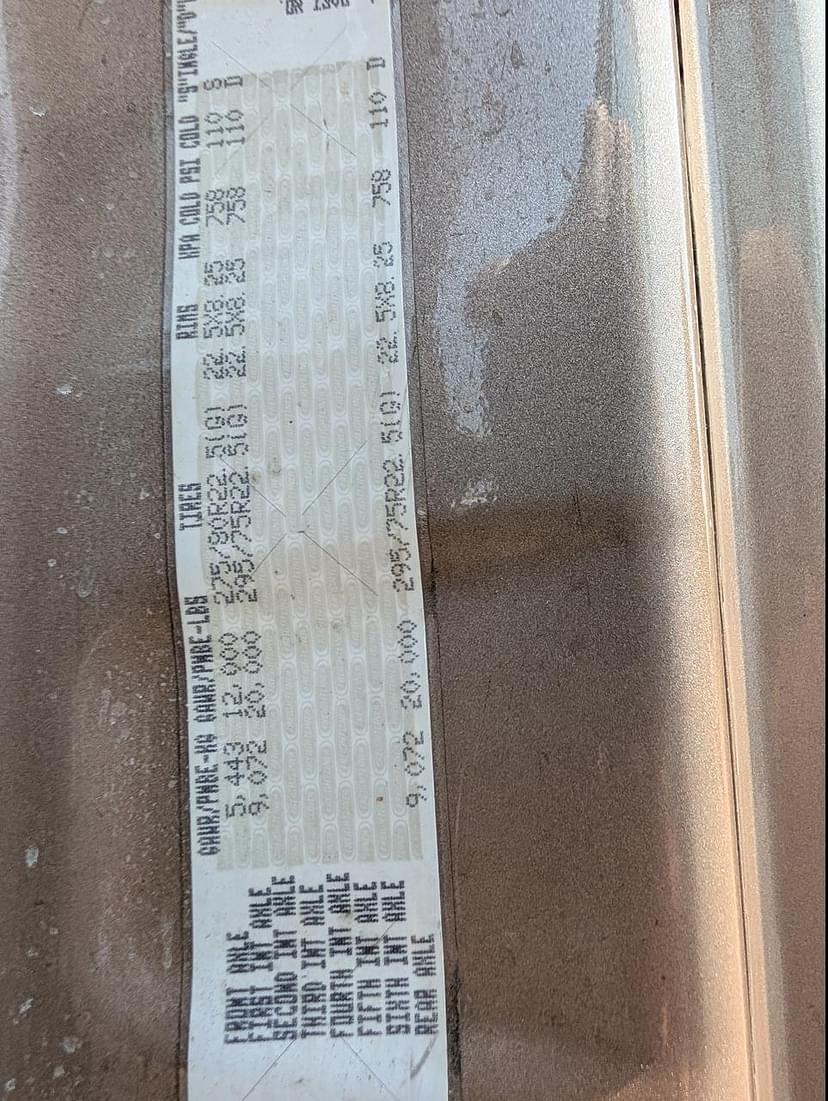 GAWR/PNBE-KG GAWR/PNBE-LBS TIRES RIMS KPA COLD PSI COLD "S"INGLE/"D"
FRONT AXLE 5,443 12,000 275/80R22.5(G) 22.5X8.25 758 110 S
FIRST INT AXLE 9,072 20,000 295/75R22.5(G) 22.5X8.25 758 110 D
SECOND INT AXLE
THIRD INT AXLE
FOURTH INT AXLE
FIFTH INT AXLE
SIXTH INT AXLE
REAR AXLE 9,072 20,000 295/75R22.5(G) 22.5X8.25 758 110 D